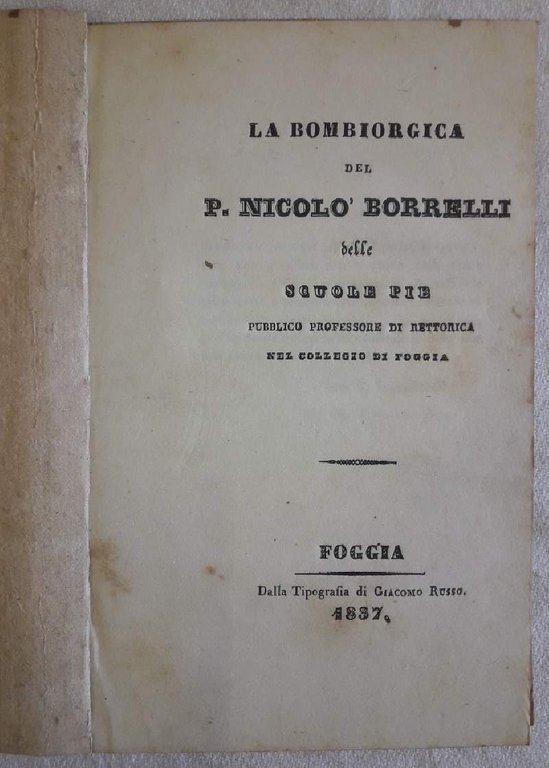 LA BOMBIORGICA
DEL
P. NICOLO' BORRELLI
delle
SCUOLE PIE
PUBBLICO PROFESSORE DI RETTORICA
NEL COLLEGIO DI FOGGIA
FOGGIA
Dalla Tipografia di GIACOMO RUSSO.
1837.